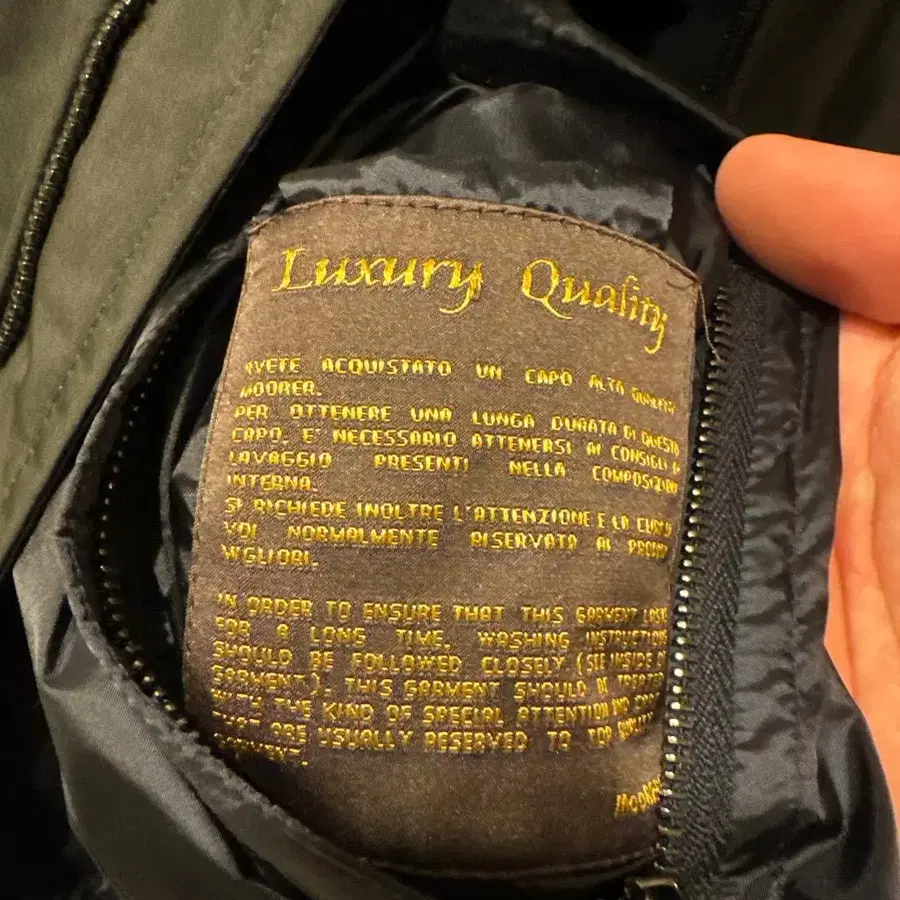 Luxury Quality
AVETE ACQUISTATO UN CAPO ALTA QUALITA'
MOORER.
PER OTTENERE UNA LUNGA DURATA DI QUESTO
CAPO, E' NECESSARIO ATTENERSI AI CONSIGLI DI
LAVAGGIO PRESENTI NELLA COMPOSIZIONE
INTERNA.
SI RICHIEDE INOLTRE L'ATTENZIONE E LA CURA DA
VOI NORMALMENTE RISERVATA AI
MIGLIORI.
IN ORDER TO ENSURE THAT THIS GARMENT LAST
FOR A LONG TIME, WASHING INSTRUCTIONS
SHOULD BE FOLLOWED CLOSELY (SEE INSIDE
GARMENT). THIS GARMENT SHOULD BE TREATED
WITH THE KIND OF SPECIAL ATTENTION AND CARE
THAT ARE USUALLY RESERVED TO TOP QUALITY
GARMENT.
MOORER